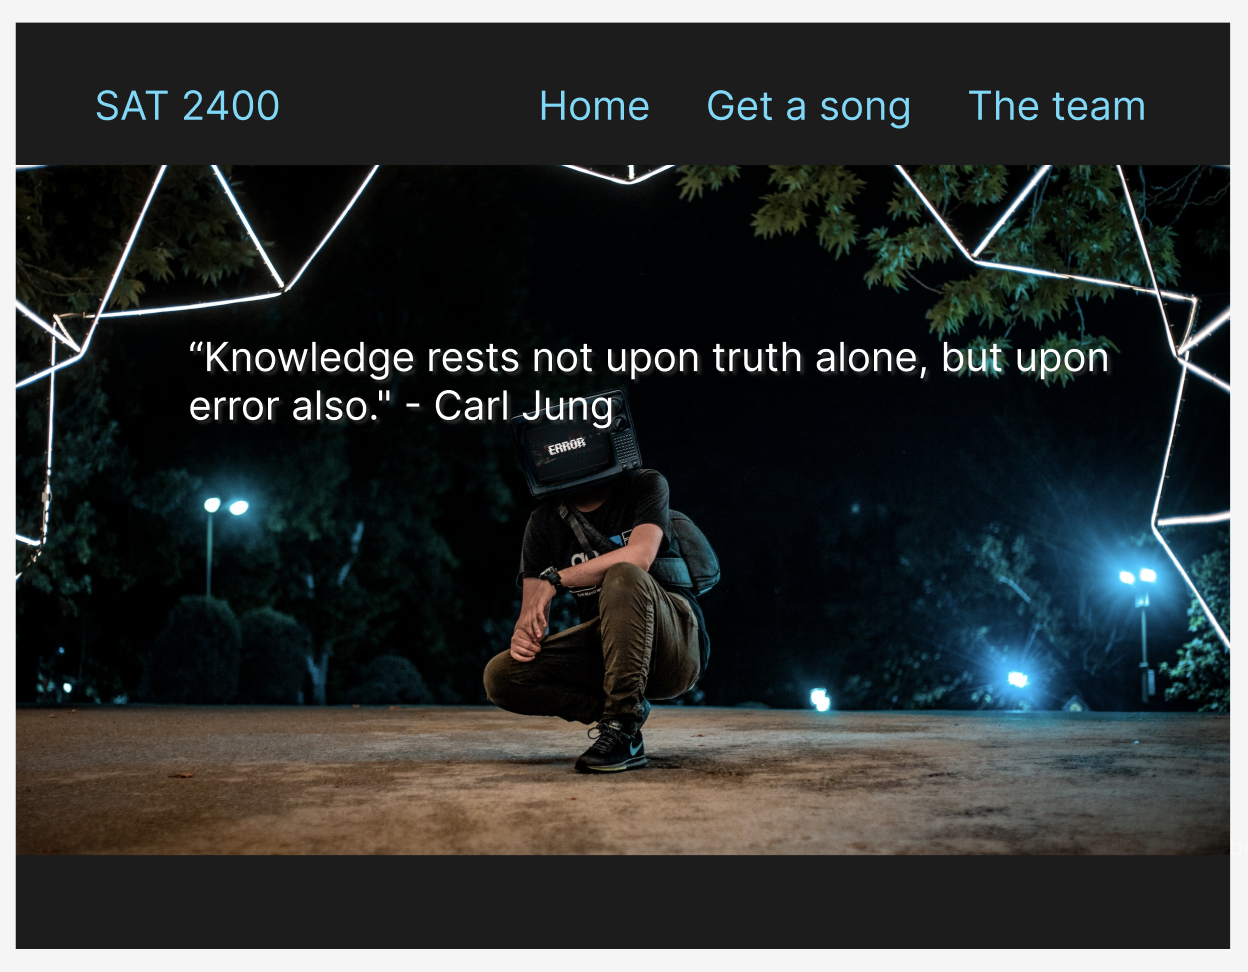 SAT 2400
Home
Get a song
The team
“Knowledge rests not upon truth alone, but upon
error also." - Carl Jung
ERROR